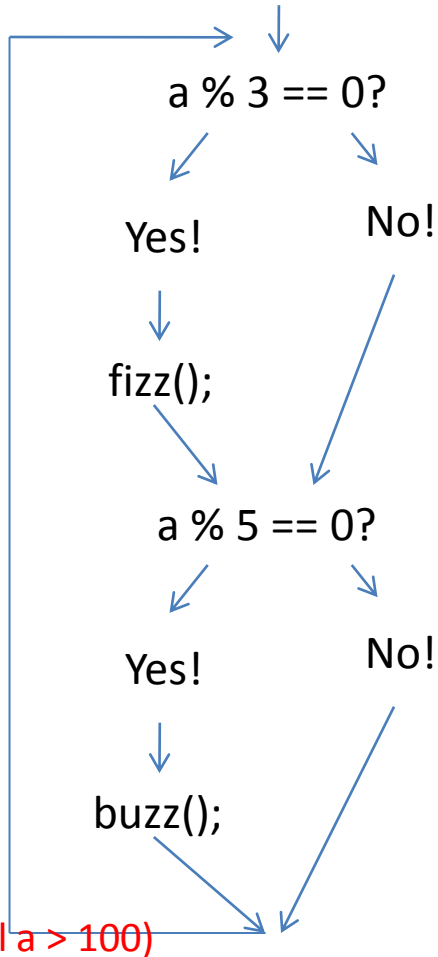 a % 3 == 0?
Yes!
No!
fizz();
a % 5 == 0?
Yes!
No!
buzz();
a > 100)